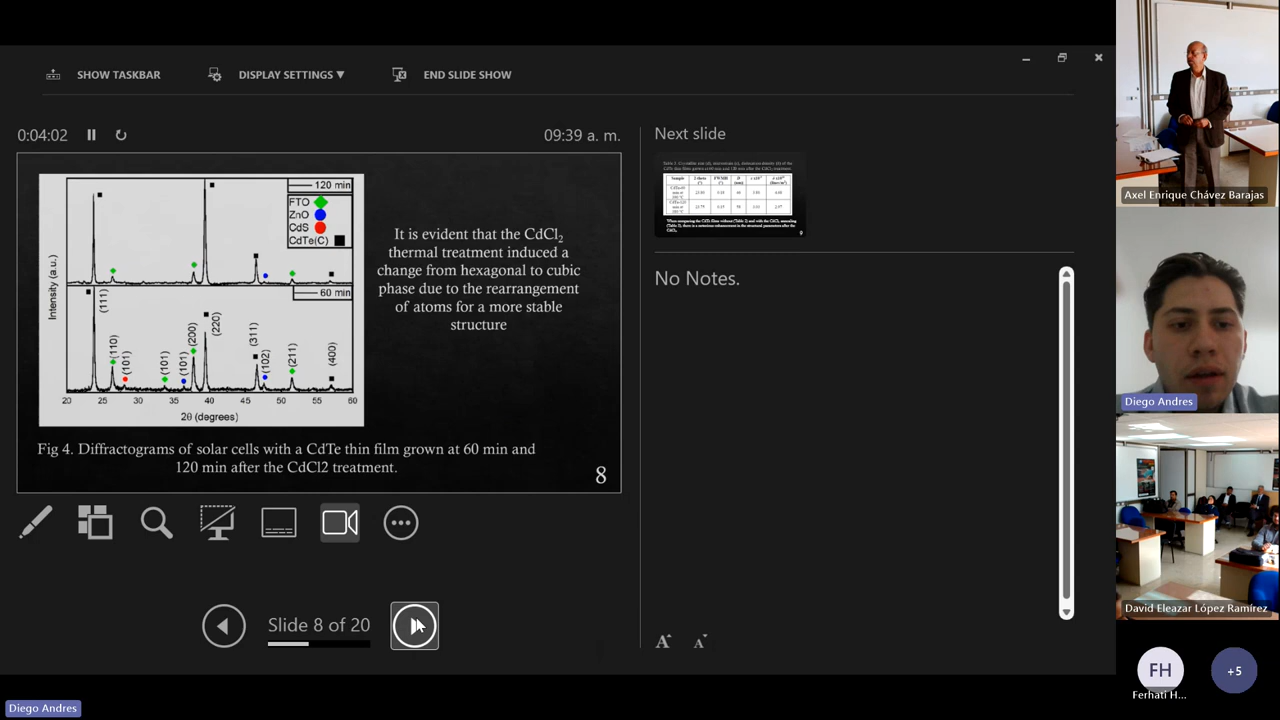 SHOW TASKBAR
DISPLAY SETTINGS ▼
END SLIDE SHOW
0:04:02
09:39 a. m.
120 min
FTO
ZnO
CdS
CdTe(C)
60 min
Intensity (a.u.)
(111)
(110)
(101)
(101)
(101)
(200)
(220)
(311)
(102)
(211)
(400)
20 25 30 35 40 45 50 55 60
2θ (degrees)
It is evident that the CdCl₂
thermal treatment induced a
change from hexagonal to cubic
phase due to the rearrangement
of atoms for a more stable
structure
Fig 4. Diffractograms of solar cells with a CdTe thin film grown at 60 min and
120 min after the CdCl2 treatment.
8
Slide 8 of 20
Next slide
No Notes.
A A
Axel Enrique Chávez Barajas
Diego Andres
David Eleazar López Ramírez
FH
+5
Ferhati H...
Diego Andres